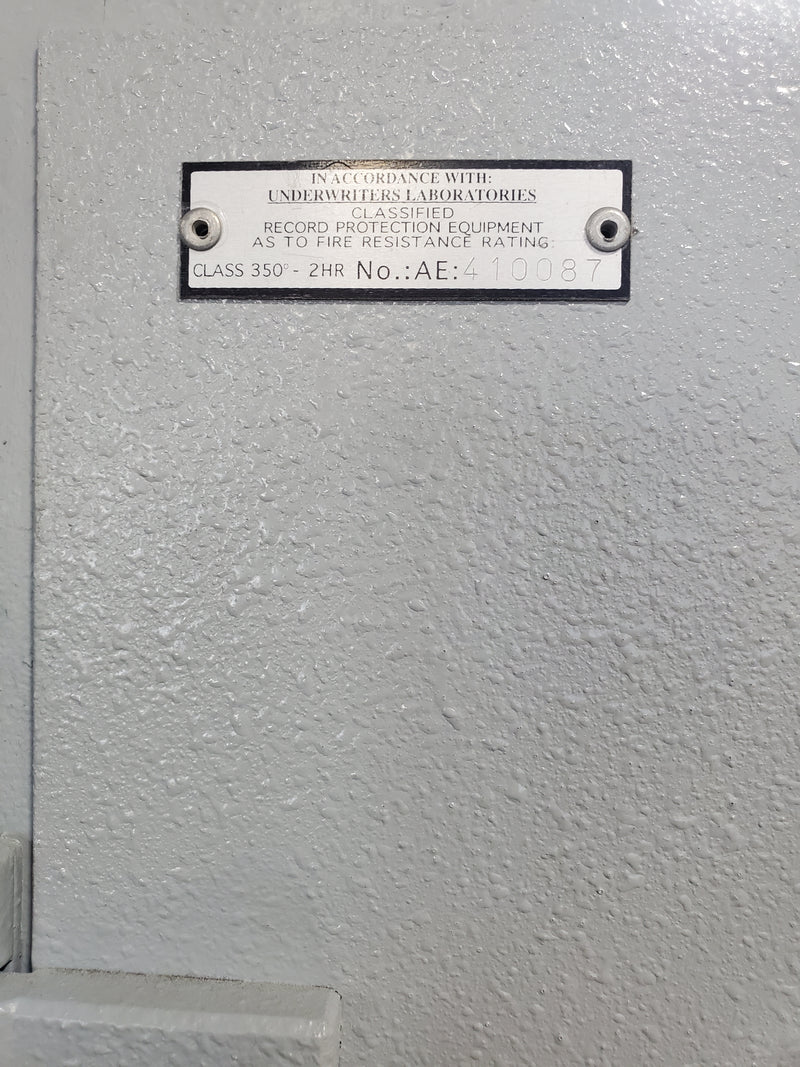 IN ACCORDANCE WITH:
UNDERWRITERS LABORATORIES
CLASSIFIED
RECORD PROTECTION EQUIPMENT
AS TO FIRE RESISTANCE RATING:
CLASS 350° - 2HR No.:AE:410087